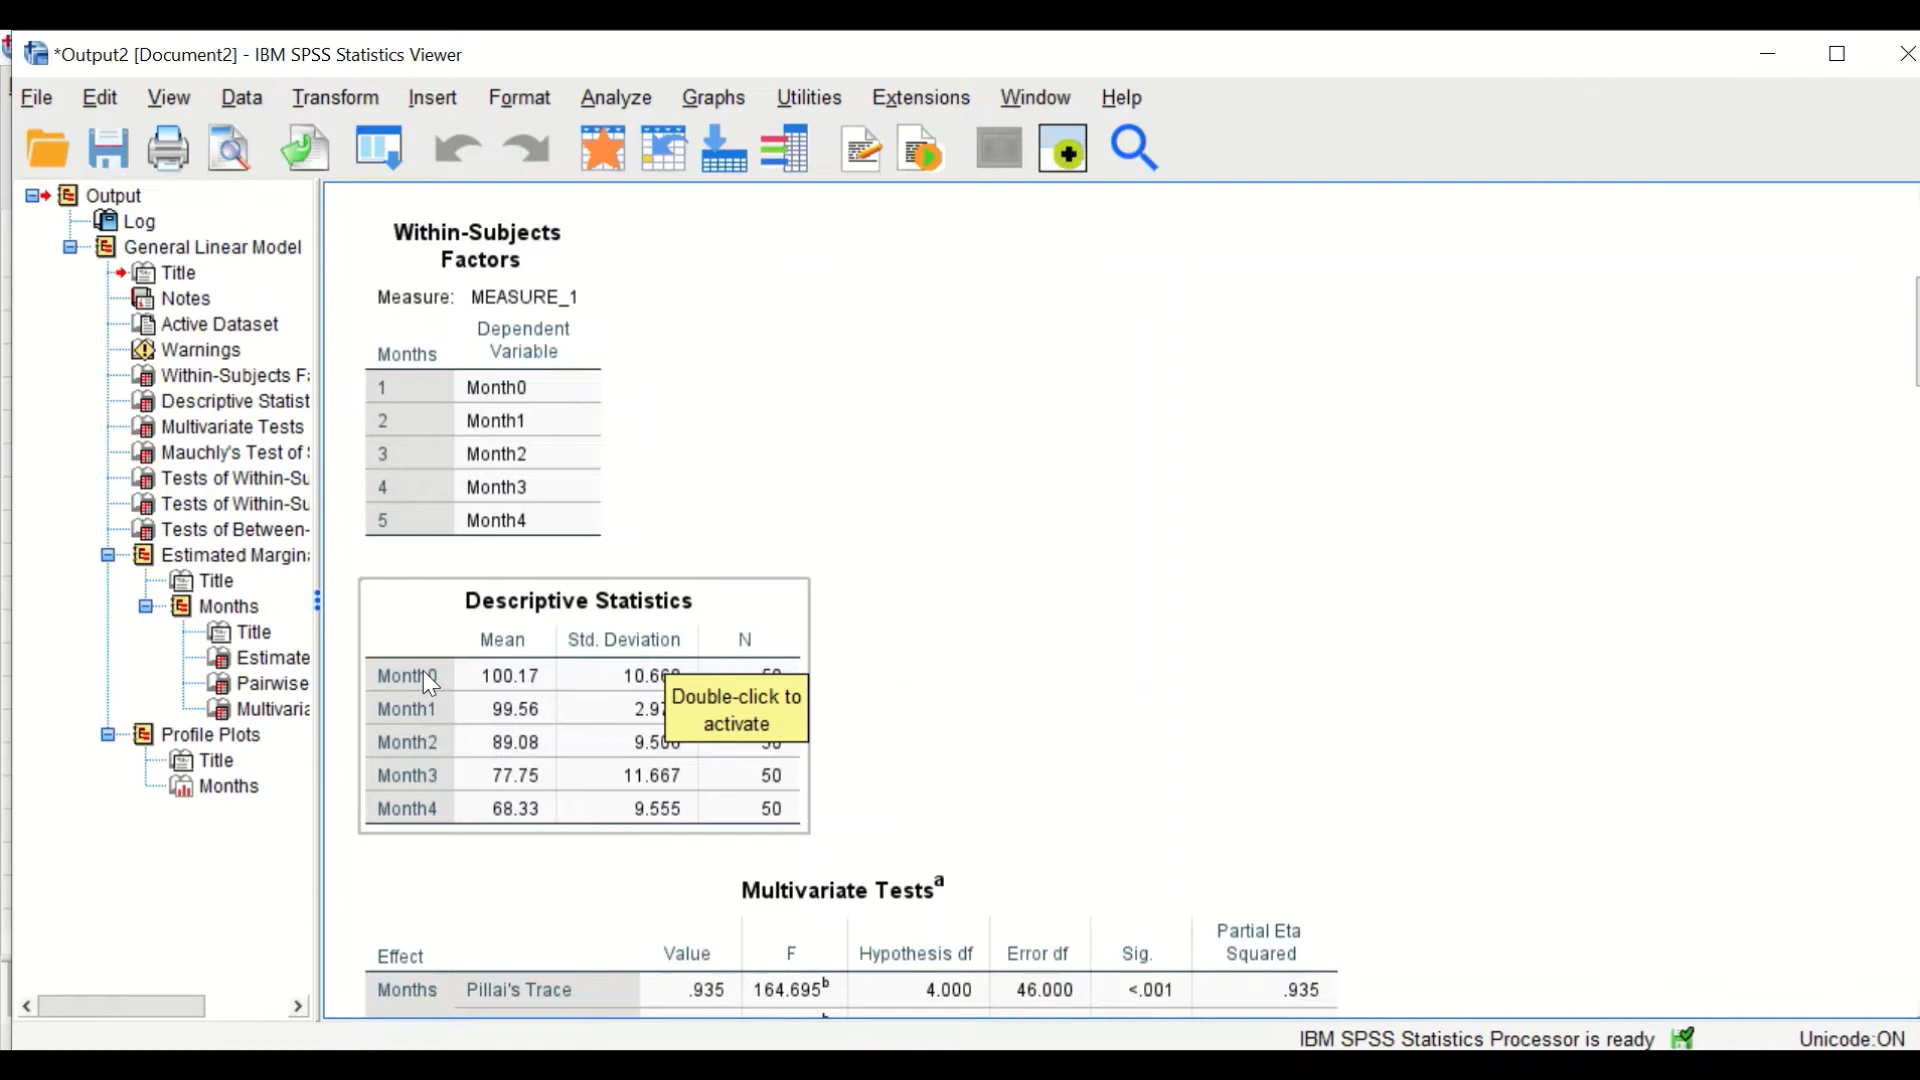 *Output2 [Document2] - IBM SPSS Statistics Viewer
File Edit View Data Transform Insert Format Analyze Graphs Utilities Extensions Window Help
Output
Log
General Linear Model
Title
Notes
Active Dataset
Warnings
Within-Subjects F
Descriptive Statist
Multivariate Tests
Mauchly's Test of
Tests of Within-Su
Tests of Within-Su
Tests of Between-
Estimated Margin
Title
Months
Title
Estimate
Pairwise
Multivaria
Profile Plots
Title
Months
Within-Subjects
Factors
Measure: MEASURE_1
Months Dependent Variable
1 Month0
2 Month1
3 Month2
4 Month3
5 Month4
Descriptive Statistics
Mean Std. Deviation N
Month0 100.17 10.66
Month1 99.56 2.97
Month2 89.08 9.50
Month3 77.75 11.667 50
Month4 68.33 9.555 50
Double-click to
activate
Multivariate Tests^a
Effect Value F Hypothesis df Error df Sig. Partial Eta Squared
Months Pillai's Trace .935 164.695^b 4.000 46.000 <.001 .935
IBM SPSS Statistics Processor is ready Unicode:ON